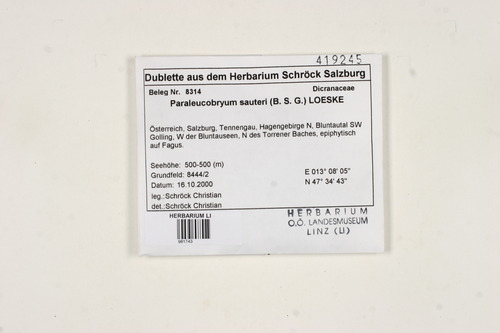 419245
Dublette aus dem Herbarium Schröck Salzburg
Beleg Nr. 8314 Dicranaceae
Paraleucobryum sauteri (B. S. G.) LOESKE
Österreich, Salzburg, Tennengau, Hagengebirge N, Bluntautal SW
Golling, W der Bluntauseen, N des Torrener Baches, epiphytisch
auf Fagus.
Seehöhe: 500-500 (m)
Grundfeld: 8444/2 E 013° 08' 05"
Datum: 16.10.2000 N 47° 34' 43"
leg.:Schröck Christian
det.:Schröck Christian
HERBARIUM LI
HERBARIUM
O.Ö. LANDESMUSEUM
LINZ (LI)